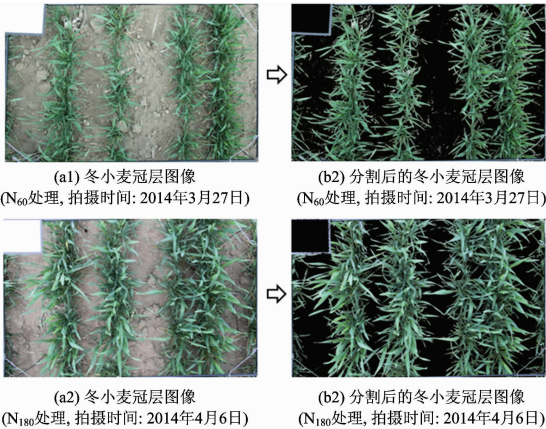 (a1) 冬小麦冠层图像
(b2) 分割后的冬小麦冠层图像
(N60处理, 拍摄时间: 2014年3月27日)
(N60处理, 拍摄时间: 2014年3月27日)
(a2) 冬小麦冠层图像
(b2) 分割后的冬小麦冠层图像
(N180处理, 拍摄时间: 2014年4月6日)
(N180处理, 拍摄时间: 2014年4月6日)